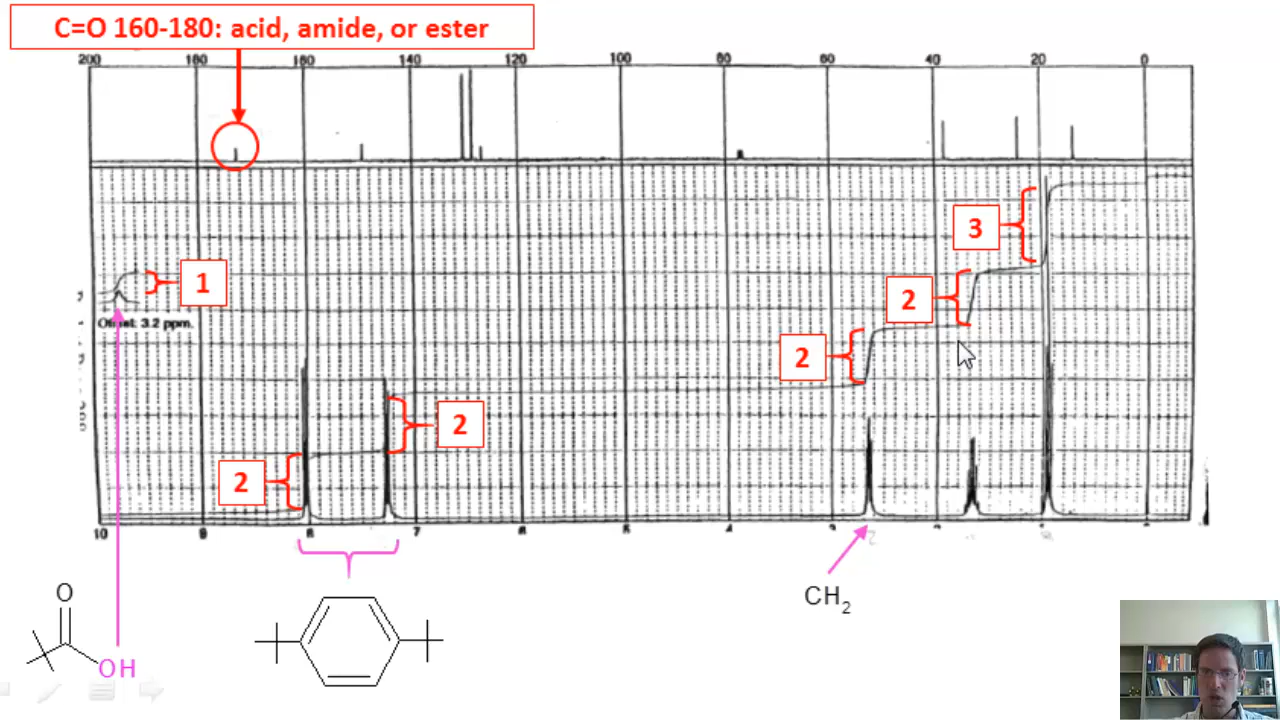 C=O 160-180: acid, amide, or ester
200 180 160 140 120 100 80 60 40 20 0
3
1
2
Offset: 3.2 ppm.
2
2
2
10 9 8 7 6 5 4 3 2 1 0
CH2
O
OH